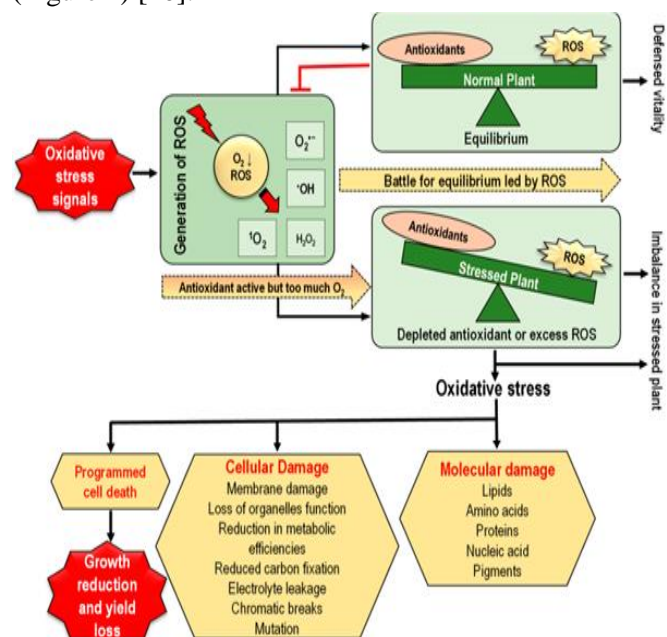 Oxidative
stress
signals
Generation of ROS
O₂↓
ROS
O₂•-
•OH
¹O₂
H₂O₂
Antioxidants
ROS
Normal Plant
Equilibrium
Defensed vitality
Battle for equilibrium led by ROS
Antioxidant active but too much O₂
Antioxidants
ROS
Stressed Plant
Depleted antioxidant or excess ROS
Imbalance in stressed plant
Oxidative stress
Programmed
cell death
Growth
reduction
and yield
loss
Cellular Damage
Membrane damage
Loss of organelles function
Reduction in metabolic
efficiencies
Reduced carbon fixation
Electrolyte leakage
Chromatic breaks
Mutation
Molecular damage
Lipids
Amino acids
Proteins
Nucleic acid
Pigments